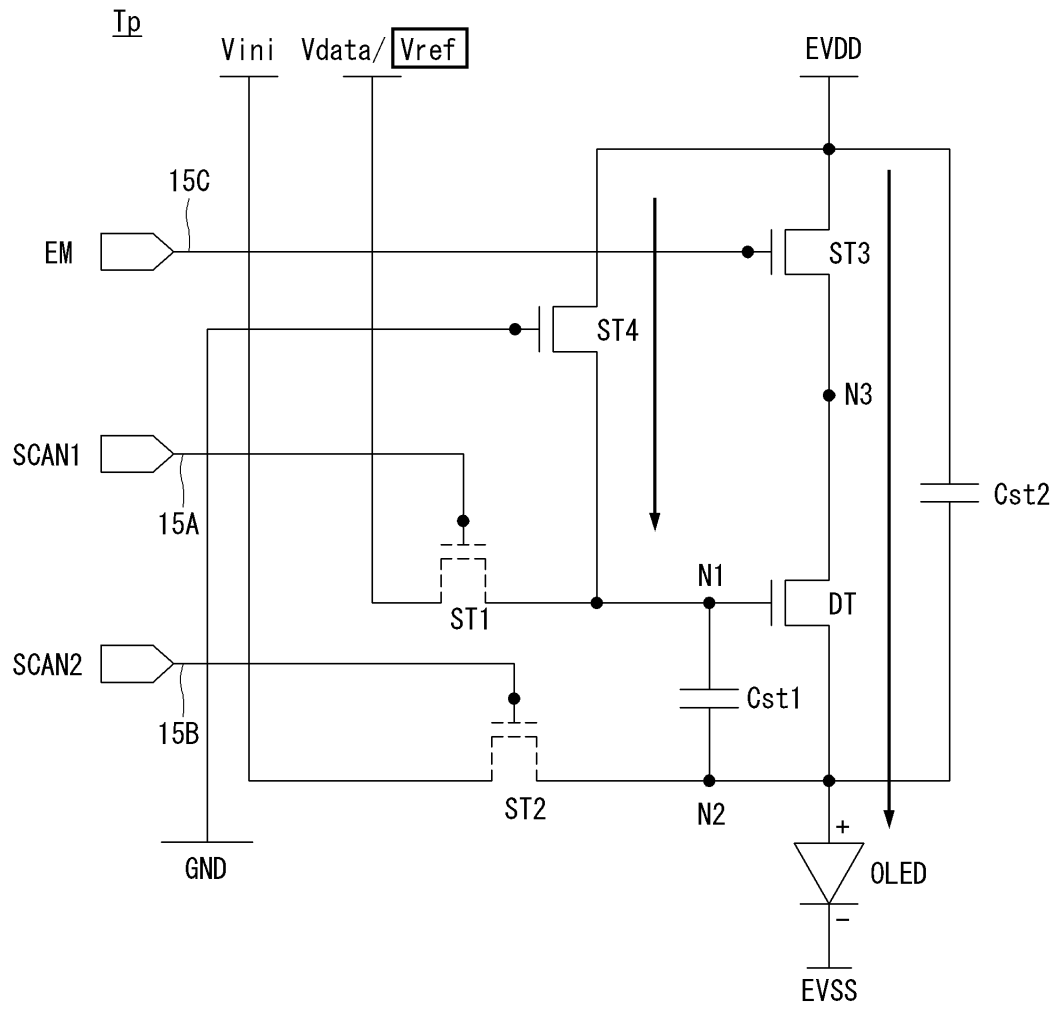 Tp
Vini
Vdata/ Vref
EVDD
15C
EM
ST3
ST4
N3
SCAN1
15A
Cst2
N1
DT
ST1
SCAN2
15B
Cst1
ST2
N2
+
GND
OLED
−
EVSS